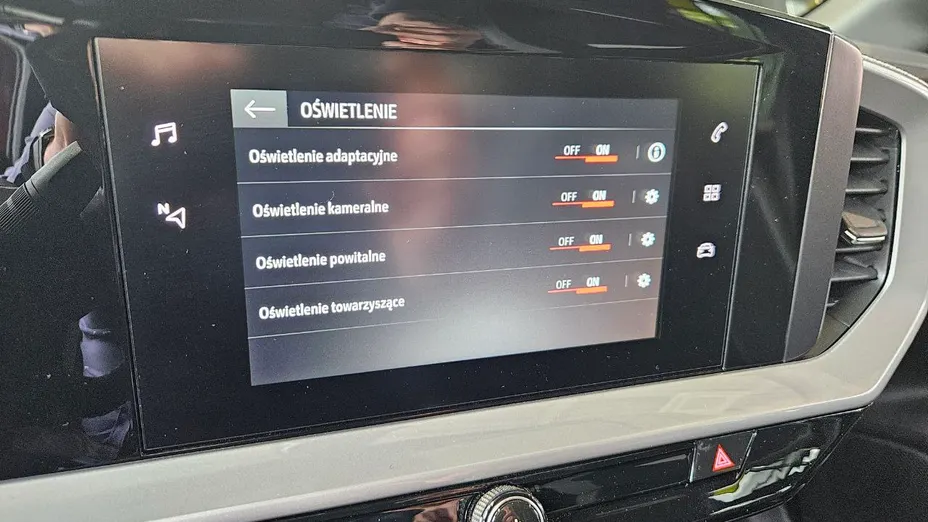 OŚWIETLENIE
Oświetlenie adaptacyjne OFF ON
Oświetlenie kameralne OFF ON
N
Oświetlenie powitalne OFF ON
Oświetlenie towarzyszące OFF ON